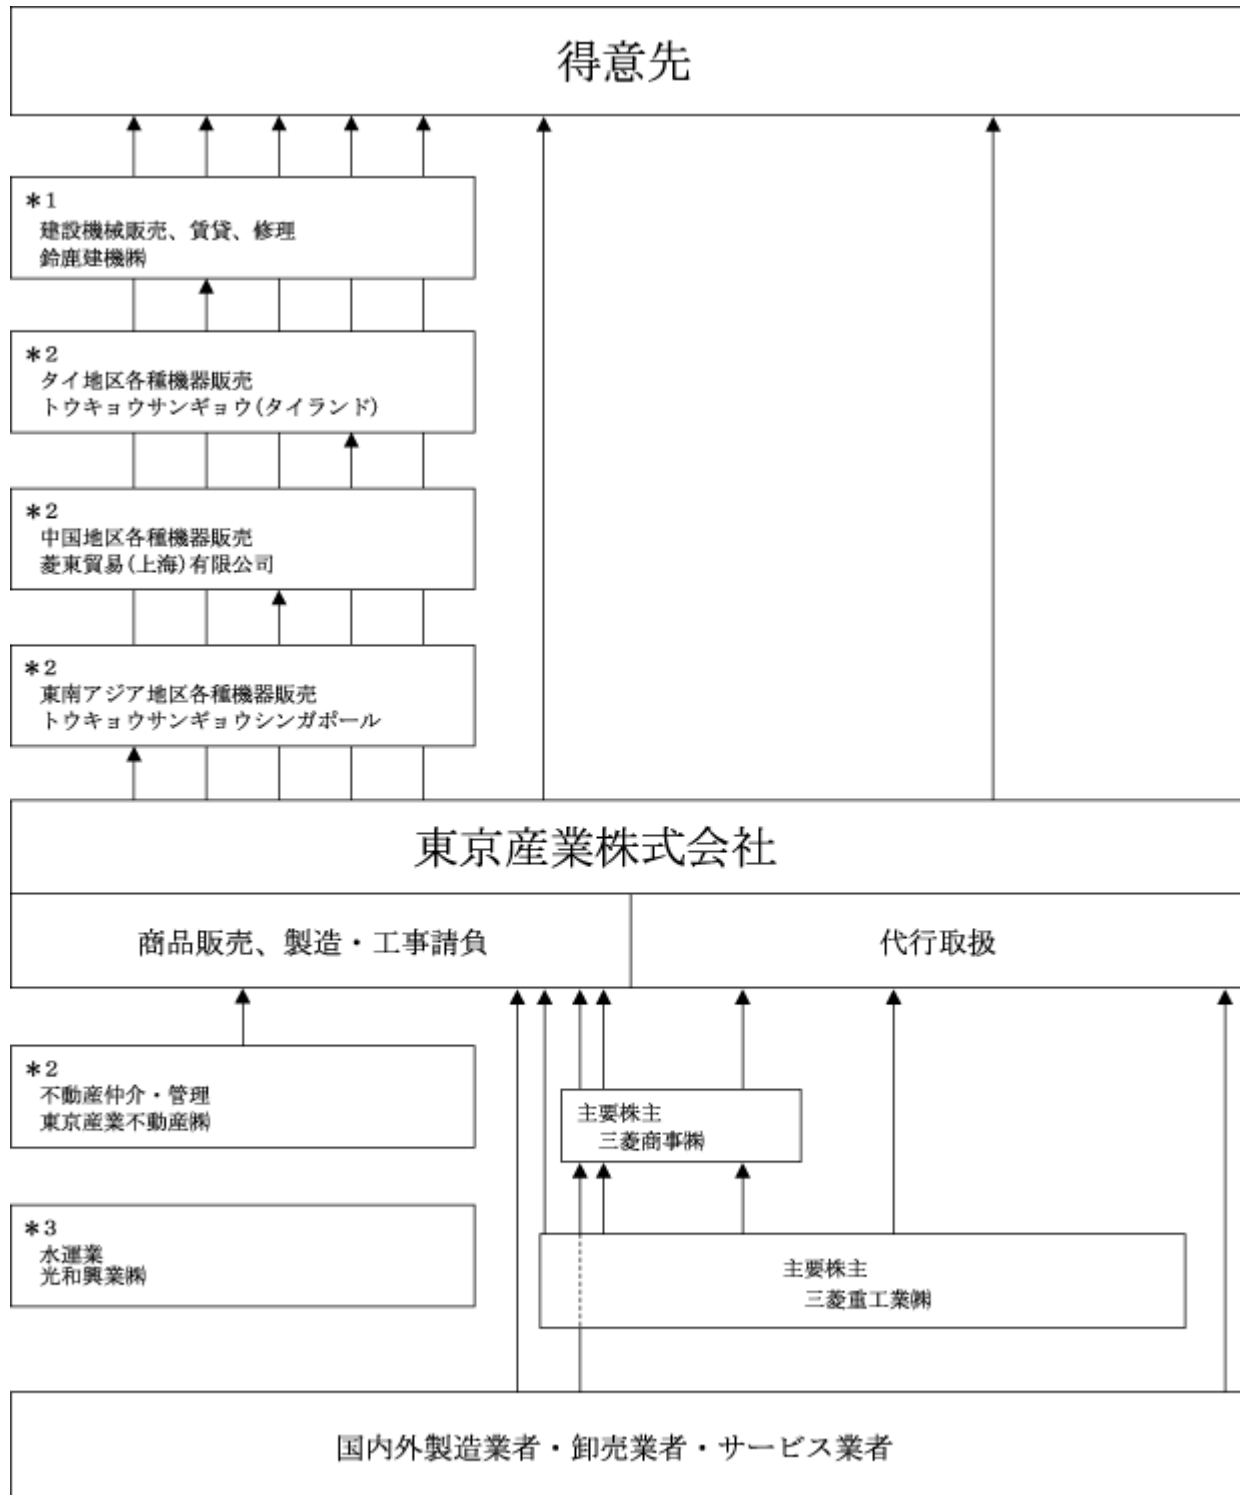 得意先
＊1
建設機械販売、賃貸、修理
鈴鹿建機㈱
＊2
タイ地区各種機器販売
トウキョウサンギョウ(タイランド)
＊2
中国地区各種機器販売
菱東貿易(上海)有限公司
＊2
東南アジア地区各種機器販売
トウキョウサンギョウシンガポール
東京産業株式会社
商品販売、製造・工事請負
代行取扱
＊2
不動産仲介・管理
東京産業不動産㈱
主要株主
三菱商事㈱
＊3
水運業
光和興業㈱
主要株主
三菱重工業㈱
国内外製造業者・卸売業者・サービス業者